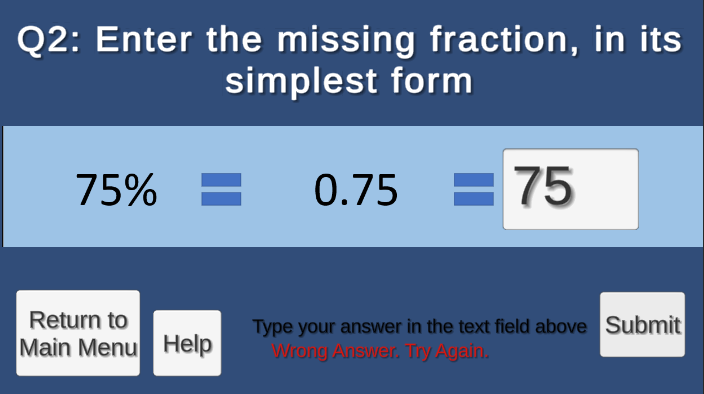 Q2: Enter the missing fraction, in its
simplest form
75% = 0.75 = 75
Return to
Main Menu
Help
Type your answer in the text field above
Wrong Answer. Try Again.
Submit